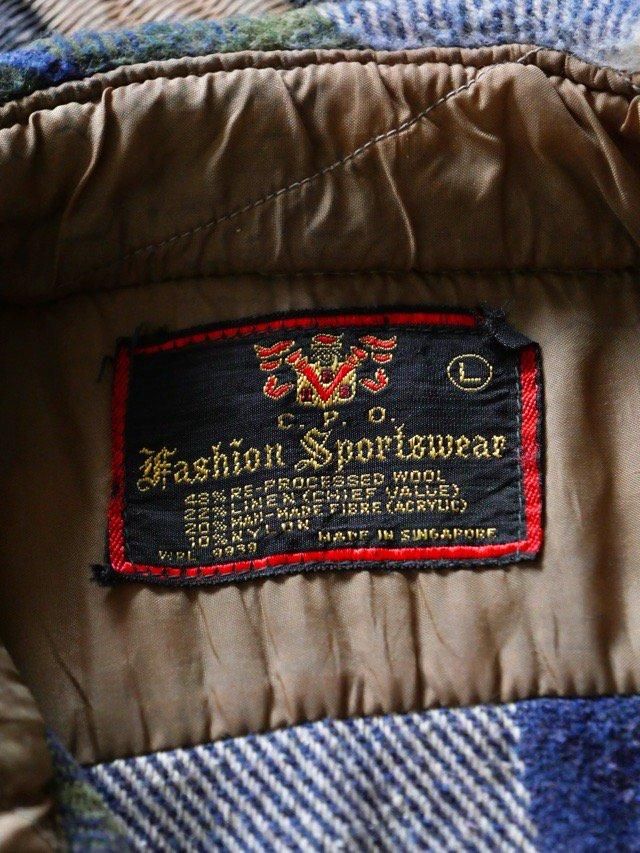 L
C. P. O.
Fashion Sportswear
48% RE-PROCESSED WOOL
22% LINEN (CHIEF VALUE)
20% MAN-MADE FIBRE (ACRYLIC)
10% NYLON
WPL 9939 MADE IN SINGAPORE